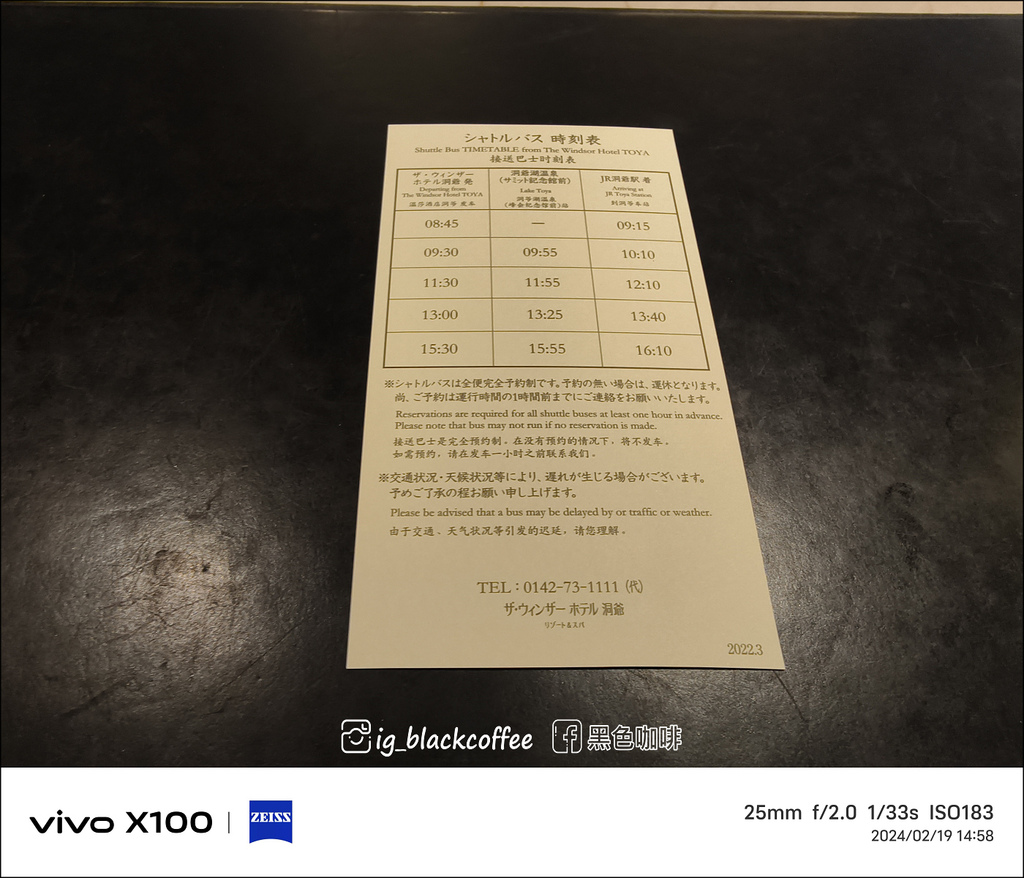 シャトルバス 時刻表
Shuttle Bus TIMETABLE from The Windsor Hotel TOYA
接送巴士时刻表
ザ・ウィンザー
ホテル洞爺 発
Departing from
The Windsor Hotel TOYA
温莎酒店洞爷 发车
洞爺湖温泉
(サミット記念館前)
Lake Toya
洞爷湖温泉
(峰会纪念馆前)站
JR洞爺駅 着
Arriving at
JR Toya Station
到洞爷车站
08:45 — 09:15
09:30 09:55 10:10
11:30 11:55 12:10
13:00 13:25 13:40
15:30 15:55 16:10
※シャトルバスは全便完全予約制です。予約の無い場合は、運休となります。
尚、ご予約は運行時間の1時間前までにご連絡をお願いいたします。
Reservations are required for all shuttle buses at least one hour in advance.
Please note that bus may not run if no reservation is made.
接送巴士是完全预约制。在没有预约的情况下，将不发车。
如需预约，请在发车一小时之前联系我们。
※交通状況・天候状況等により、遅れが生じる場合がございます。
予めご了承の程お願い申し上げます。
Please be advised that a bus may be delayed by or traffic or weather.
由于交通、天气状况等引发的迟延，请您理解。
TEL：0142-73-1111 (代)
ザ・ウィンザー ホテル 洞爺
リゾート＆スパ
2022.3
ig_blackcoffee 黑色咖啡
vivo X100 | ZEISS
25mm f/2.0 1/33s ISO183
2024/02/19 14:58